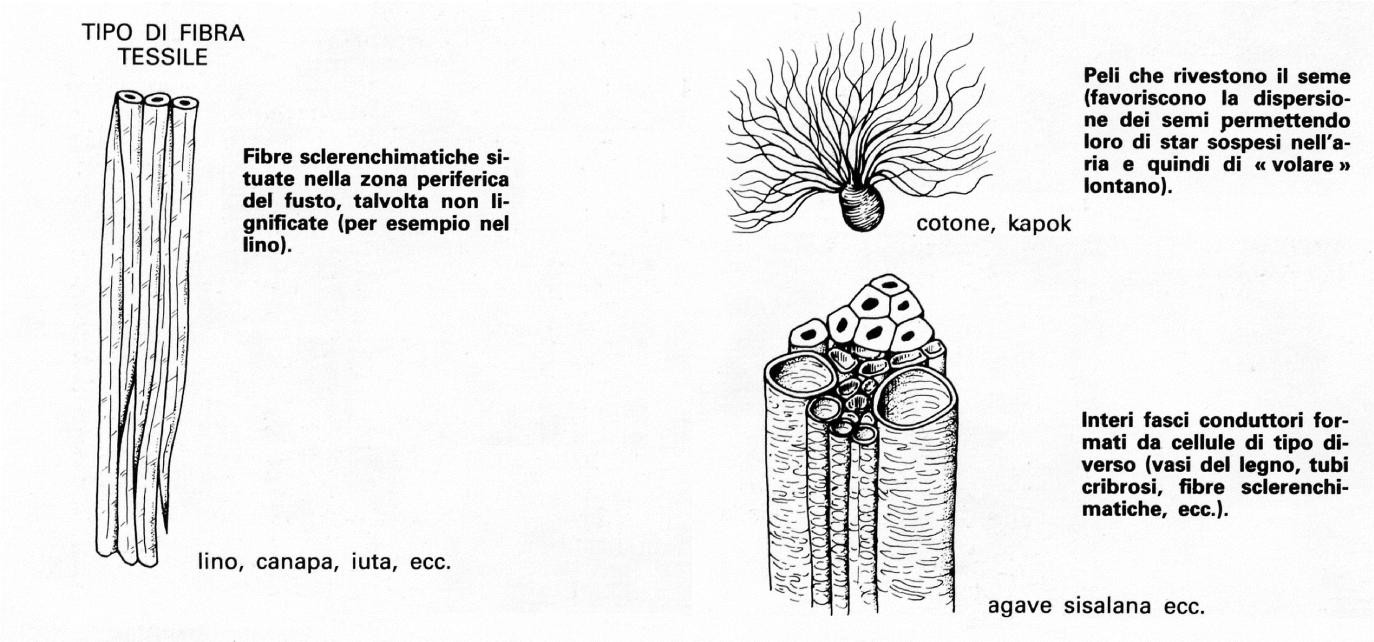 TIPO DI FIBRA
TESSILE
Fibre sclerenchimatiche si-
tuate nella zona periferica
del fusto, talvolta non li-
gnificate (per esempio nel
lino).
lino, canapa, iuta, ecc.
Peli che rivestono il seme
(favoriscono la dispersio-
ne dei semi permettendo
loro di star sospesi nell'a-
ria e quindi di « volare »
lontano).
cotone, kapok
Interi fasci conduttori for-
mati da cellule di tipo di-
verso (vasi del legno, tubi
cribrosi, fibre sclerenchi-
matiche, ecc.).
agave sisalana ecc.